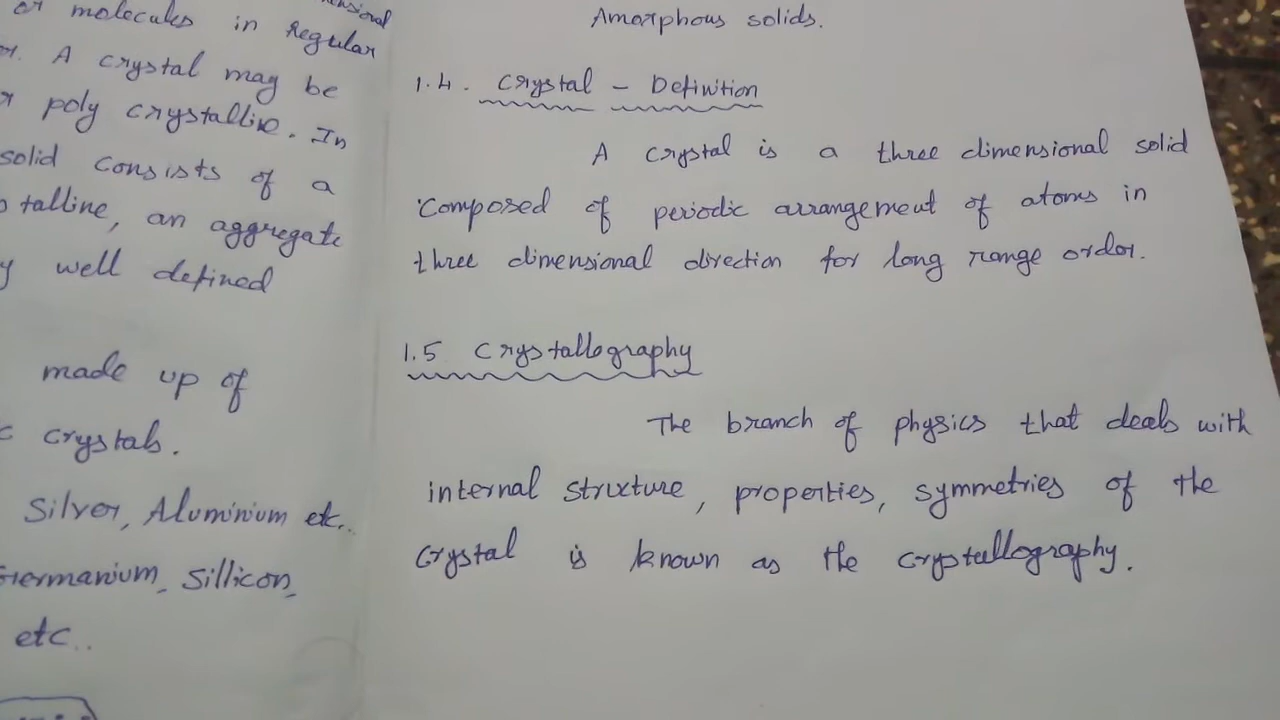 or molecules in regular
A crystal may be
poly crystalline. In
solid consists of a
talline, an aggregate
well defined
made up of
crystals.
Silver, Aluminium etc..
Germanium, Sillicon,
etc..
Amorphous solids.
1.4. Crystal - Definition
A crystal is a three dimensional solid
composed of periodic arrangement of atoms in
three dimensional direction for long range order.
1.5 Crystallography
The branch of physics that deals with
internal structure, properties, symmetries of the
crystal is known as the crystallography.